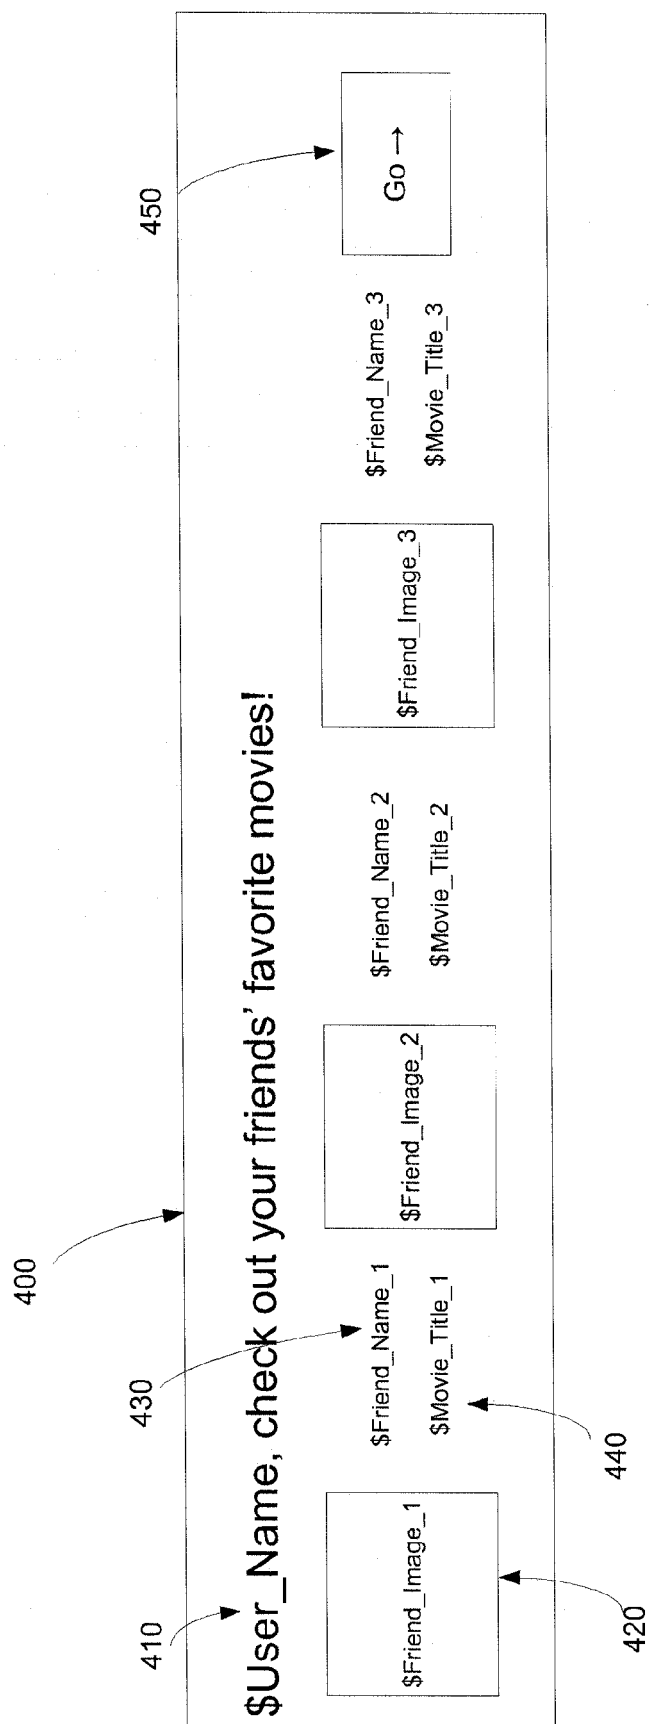 400
410
$User_Name, check out your friends’ favorite movies!
430
450
$Friend_Image_1
$Friend_Name_1
$Movie_Title_1
$Friend_Image_2
$Friend_Name_2
$Movie_Title_2
$Friend_Image_3
$Friend_Name_3
$Movie_Title_3
Go →
420
440